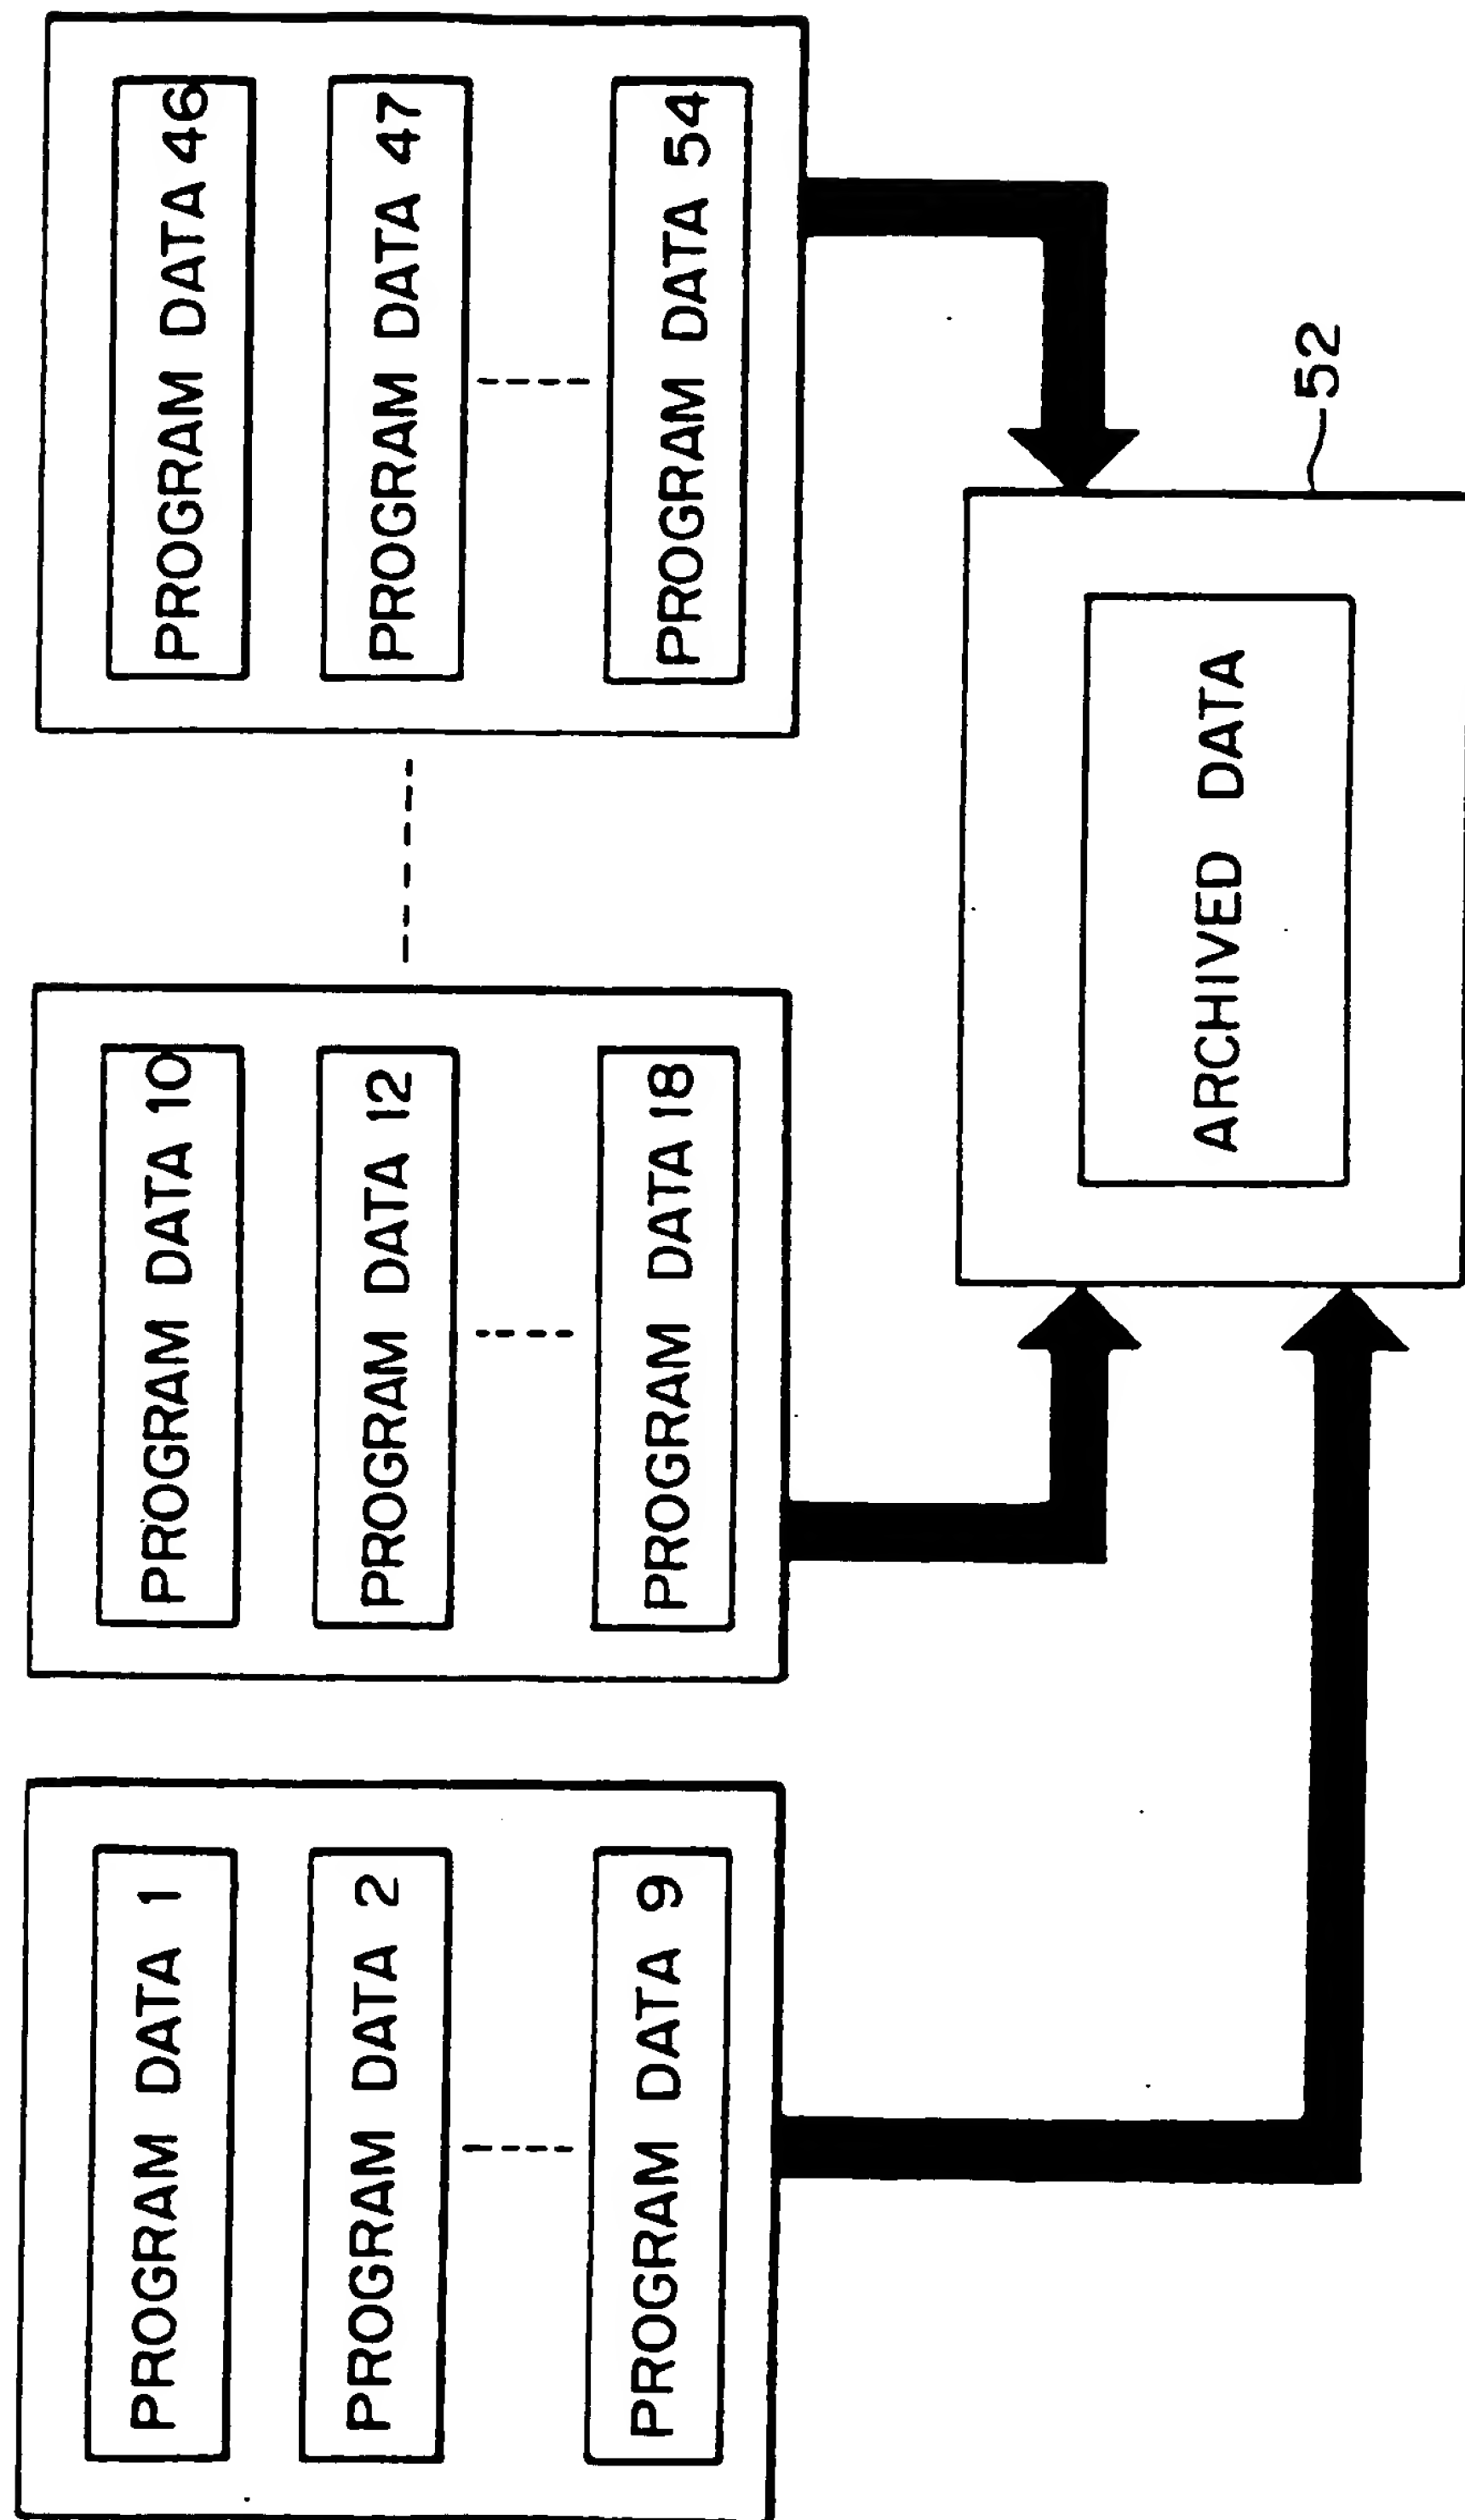 PROGRAM DATA 1
PROGRAM DATA 2
PROGRAM DATA 9
PROGRAM DATA 10
PROGRAM DATA 12
PROGRAM DATA 18
PROGRAM DATA 46
PROGRAM DATA 47
PROGRAM DATA 54
ARCHIVED DATA
52